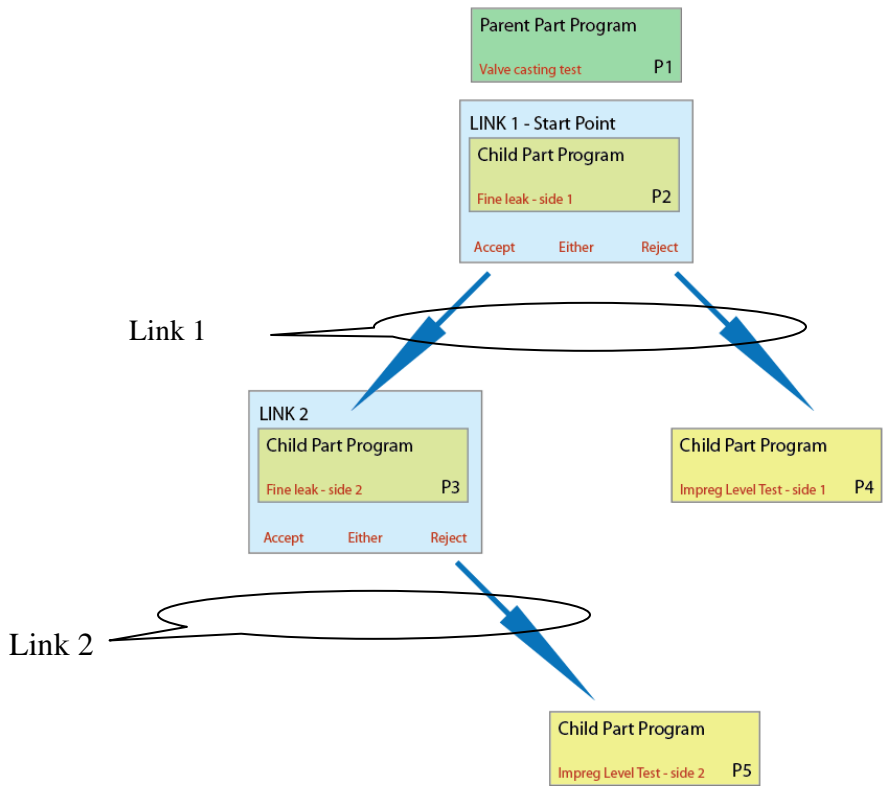 Parent Part Program
Valve casting test P1
LINK 1 - Start Point
Child Part Program
Fine leak - side 1 P2
Accept Either Reject
Link 1
LINK 2
Child Part Program
Fine leak - side 2 P3
Accept Either Reject
Child Part Program
Impreg Level Test - side 1 P4
Link 2
Child Part Program
Impreg Level Test - side 2 P5